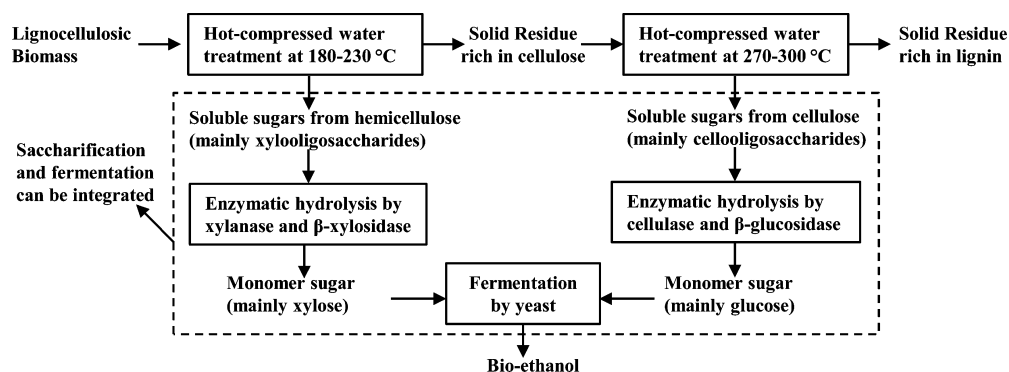 Lignocellulosic
Biomass
Hot-compressed water
treatment at 180-230 °C
Solid Residue
rich in cellulose
Hot-compressed water
treatment at 270-300 °C
Solid Residue
rich in lignin
Soluble sugars from hemicellulose
(mainly xylooligosaccharides)
Soluble sugars from cellulose
(mainly cellooligosaccharides)
Saccharification
and fermentation
can be integrated
Enzymatic hydrolysis by
xylanase and β-xylosidase
Enzymatic hydrolysis by
cellulase and β-glucosidase
Monomer sugar
(mainly xylose)
Fermentation
by yeast
Monomer sugar
(mainly glucose)
Bio-ethanol